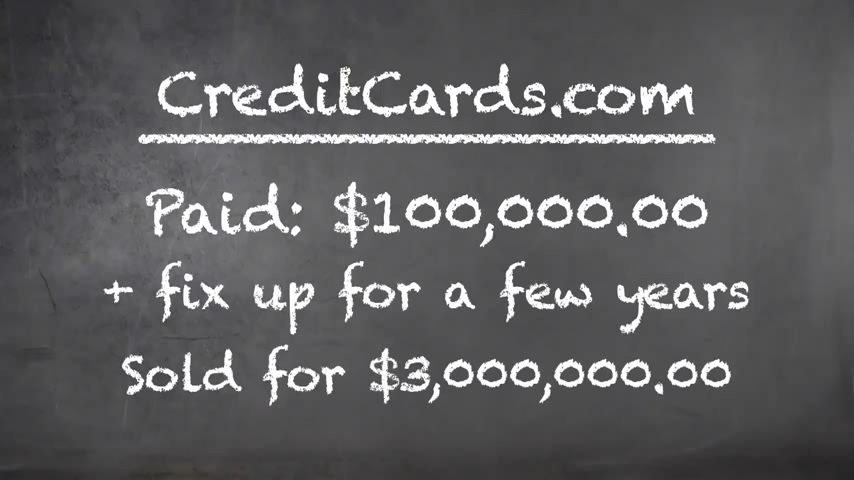 CreditCards.com
Paid: $100,000.00
+ fix up for a few years
Sold for $3,000,000.00